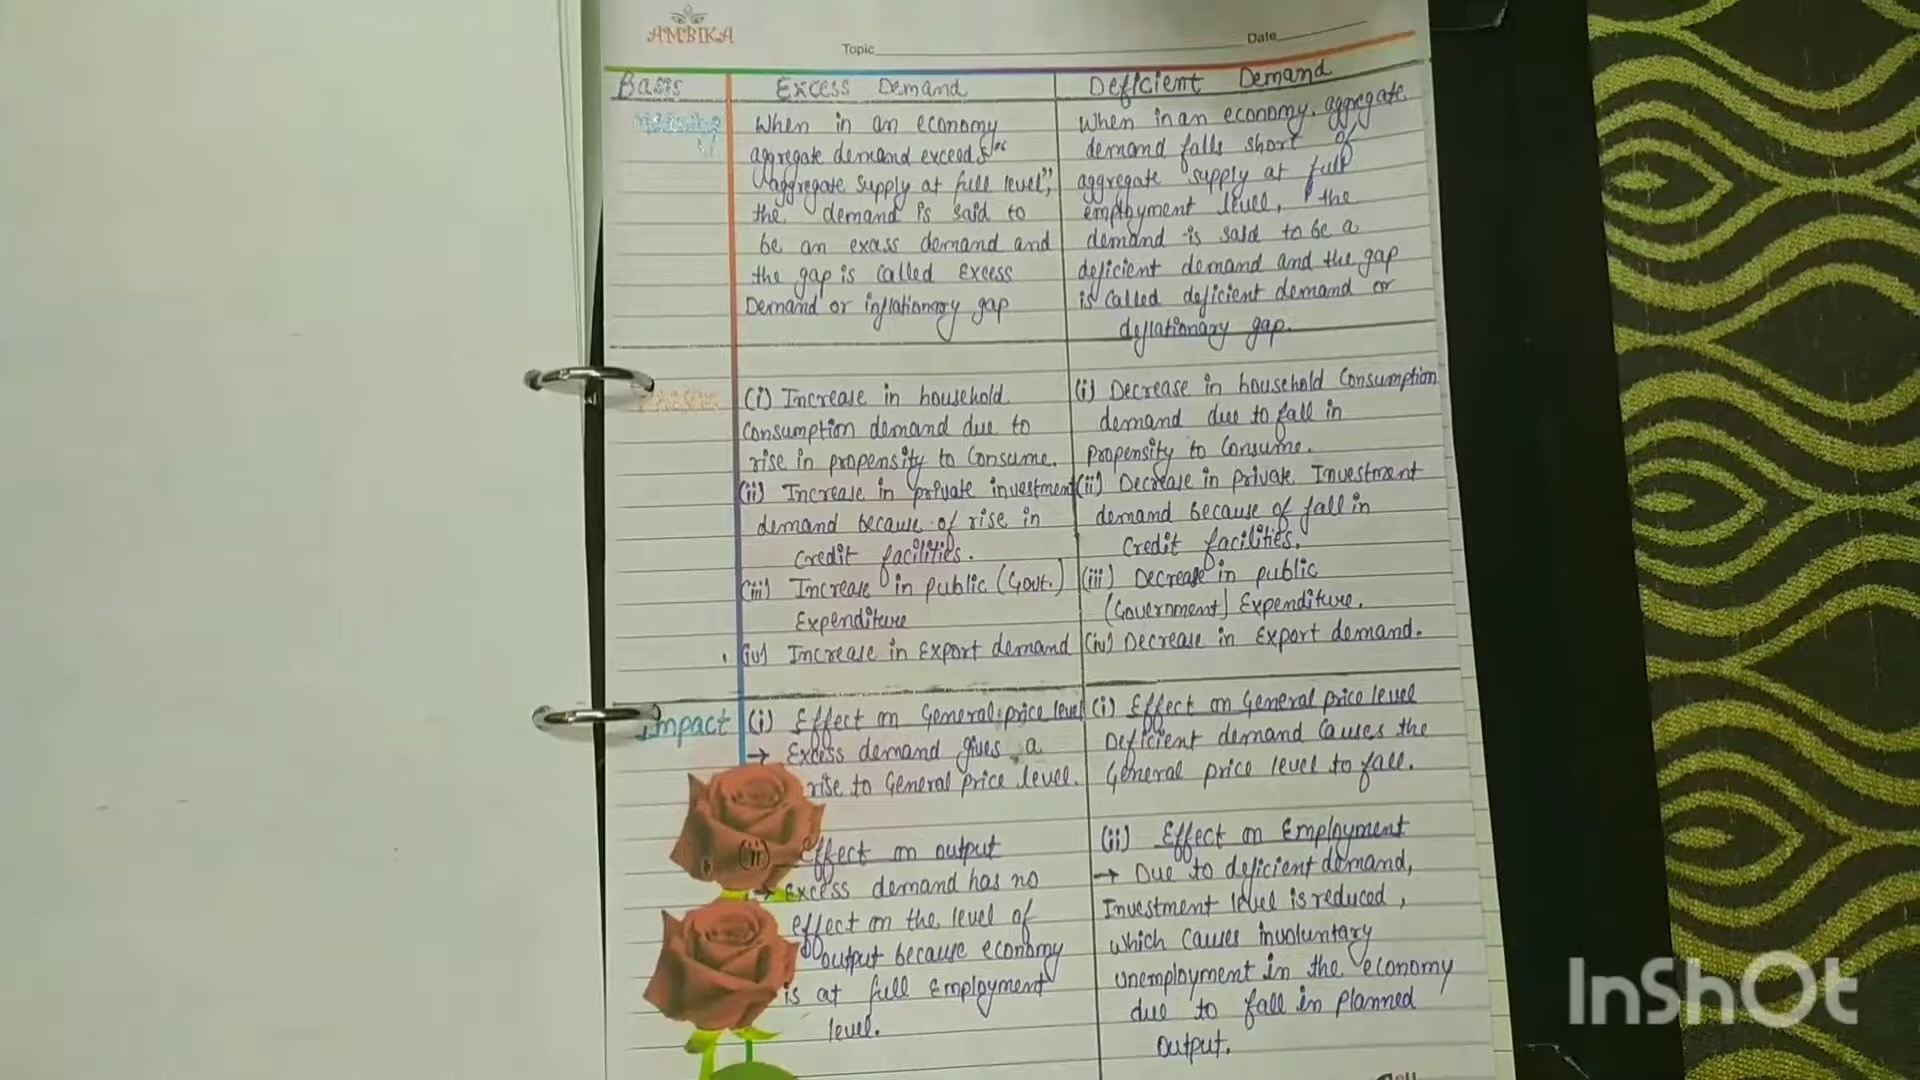 AMBIKA
Topic
Date
Basis
Excess Demand
Deficient Demand
Meaning
When in an economy
aggregate demand exceeds
"aggregate supply at full level",
the demand is said to
be an excess demand and
the gap is called Excess
Demand or inflationary gap
When in an economy, aggregate
demand falls short of
aggregate supply at full
employment level, the
demand is said to be a
deficient demand and the gap
is called deficient demand or
deflationary gap.
(i) Increase in household
Consumption demand due to
rise in propensity to Consume.
(ii) Increase in private investment
demand because of rise in
Credit facilities.
(iii) Increase in public (Govt.)
Expenditure
(iv) Increase in Export demand
(i) Decrease in household Consumption
demand due to fall in
Propensity to Consume.
(ii) Decrease in private Investment
demand because of fall in
Credit facilities.
(iii) Decrease in public
(Government) Expenditure.
(iv) Decrease in Export demand.
Impact
(i) Effect on General price level
→ Excess demand gives a
rise to General price level.
(ii) Effect on output
→ Excess demand has no
effect on the level of
output because economy
is at full Employment
level.
(i) Effect on General price level
Deficient demand Causes the
General price level to fall.
(ii) Effect on Employment
→ Due to deficient demand,
Investment level is reduced,
which causes involuntary
unemployment in the economy
due to fall in planned
output.
InShOt